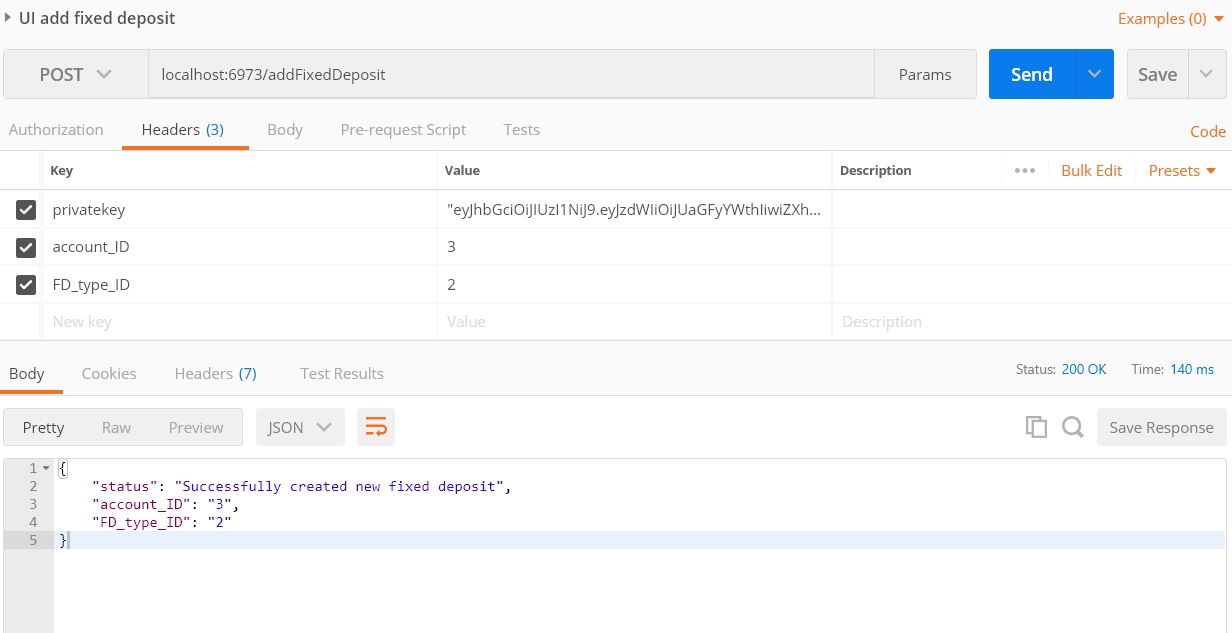 UI add fixed deposit Examples (0)
POST localhost:6973/addFixedDeposit Params Send Save
Authorization Headers (3) Body Pre-request Script Tests Code
Key Value Description Bulk Edit Presets
privatekey "eyJhbGciOiJIUzI1NiJ9.eyJzdWIiOiJUaGFyYWthIiwiZXh...
account_ID 3
FD_type_ID 2
New key Value Description
Body Cookies Headers (7) Test Results Status: 200 OK Time: 140 ms
Pretty Raw Preview JSON Save Response
1 {
2 "status": "Successfully created new fixed deposit",
3 "account_ID": "3",
4 "FD_type_ID": "2"
5 }